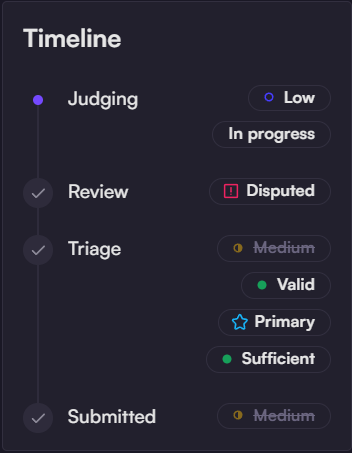 Timeline
Judging
Low
In progress
Review
Disputed
Triage
Medium
Valid
Primary
Sufficient
Submitted
Medium